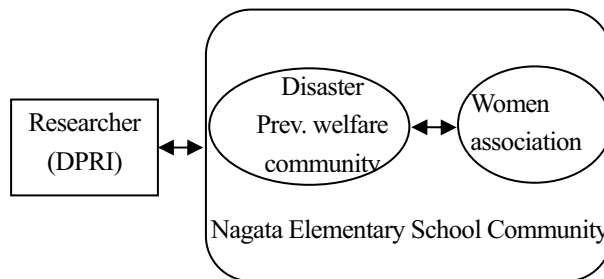 Researcher
(DPRI)
Disaster
Prev. welfare
community
Women
association
Nagata Elementary School Community